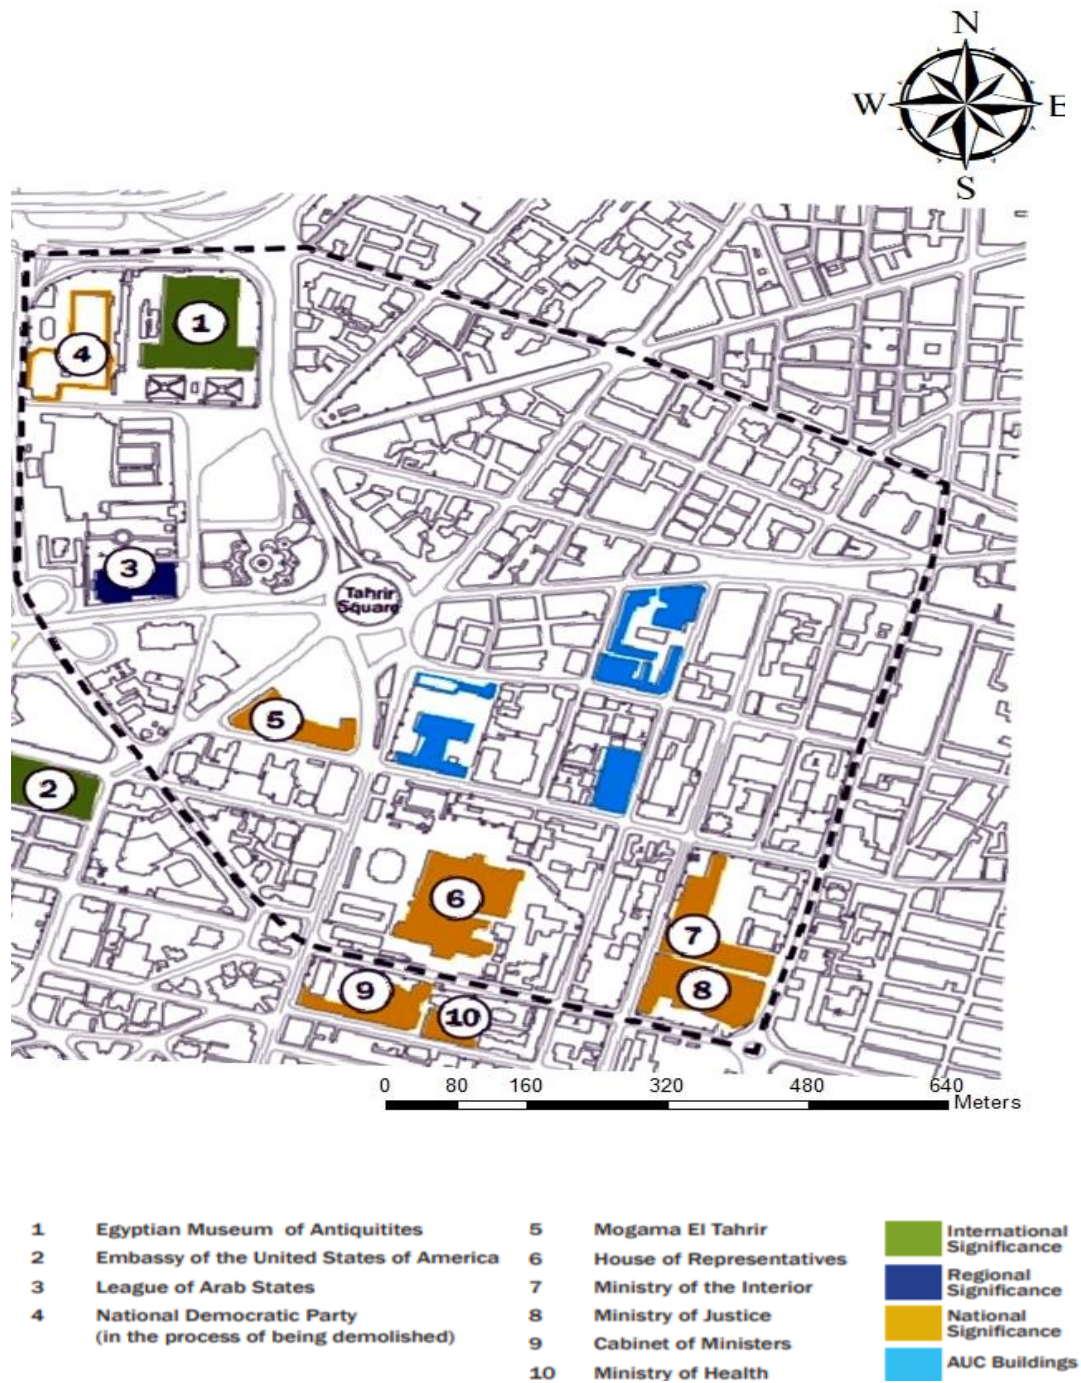 N
W
E
S
1
4
3
Tahrir
Square
5
2
6
7
8
9
10
0 80 160 320 480 640
Meters
1 Egyptian Museum of Antiquitites
2 Embassy of the United States of America
3 League of Arab States
4 National Democratic Party
(in the process of being demolished)
5 Mogama El Tahrir
6 House of Representatives
7 Ministry of the Interior
8 Ministry of Justice
9 Cabinet of Ministers
10 Ministry of Health
International
Significance
Regional
Significance
National
Significance
AUC Buildings